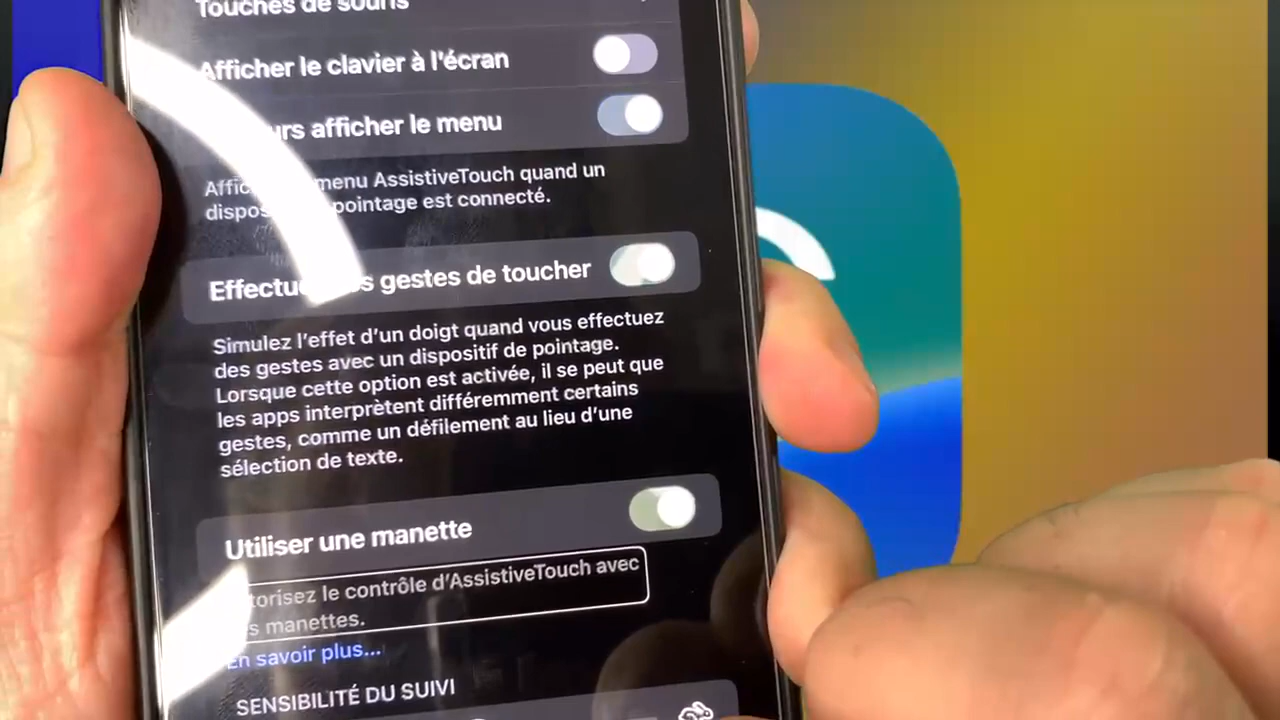 Touches de souris
Afficher le clavier à l'écran
afficher le menu
menu AssistiveTouch quand un
pointage est connecté.
gestes de toucher
Simulez l'effet d'un doigt quand vous effectuez
des gestes avec un dispositif de pointage.
Lorsque cette option est activée, il se peut que
les apps interprètent différemment certains
gestes, comme un défilement au lieu d'une
sélection de texte.
Utiliser une manette
le contrôle d'AssistiveTouch avec
manettes.
En savoir plus...
SENSIBILITÉ DU SUIVI